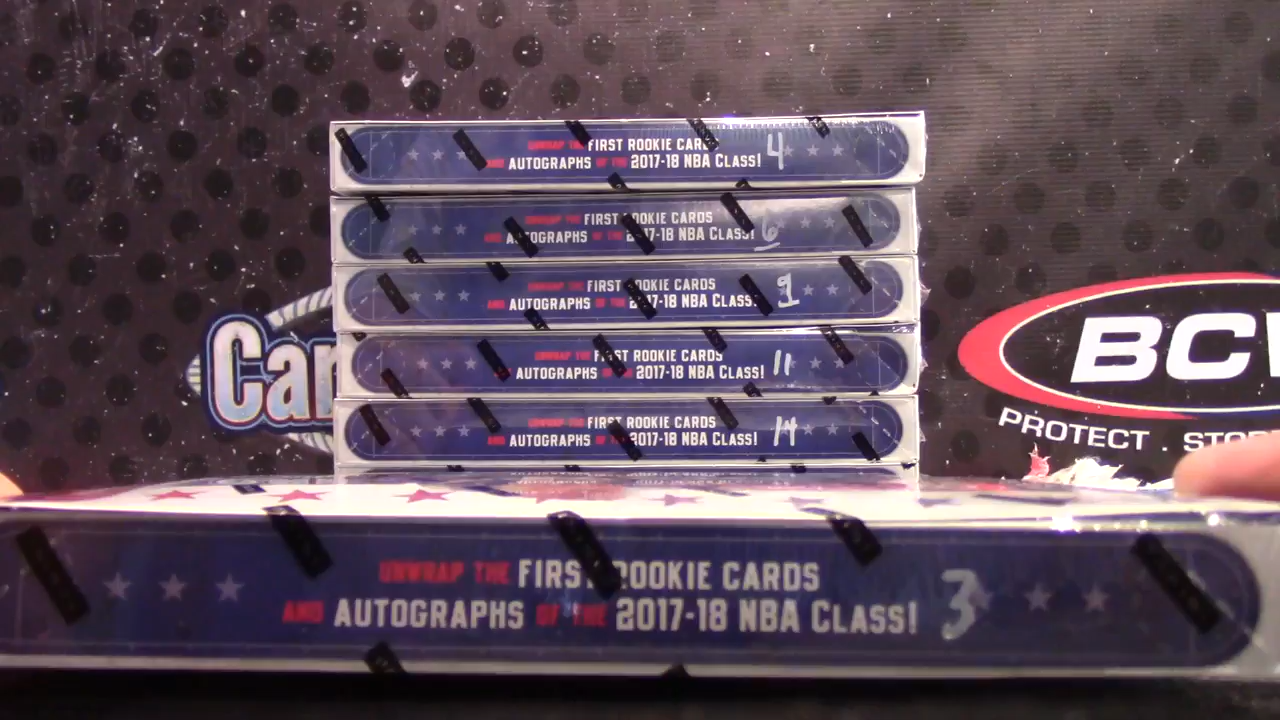 UNWRAP THE FIRST ROOKIE CARDS 4
AND AUTOGRAPHS OF THE 2017-18 NBA CLASS!
UNWRAP THE FIRST ROOKIE CARDS
AND AUTOGRAPHS OF THE 2017-18 NBA CLASS! 6
UNWRAP THE FIRST ROOKIE CARDS 9
AND AUTOGRAPHS OF THE 2017-18 NBA CLASS!
UNWRAP THE FIRST ROOKIE CARDS 11
AND AUTOGRAPHS OF THE 2017-18 NBA CLASS!
UNWRAP THE FIRST ROOKIE CARDS 14
AND AUTOGRAPHS OF THE 2017-18 NBA CLASS!
Car
BCW
PROTECT . STOR
UNWRAP THE FIRST ROOKIE CARDS 3
AND AUTOGRAPHS OF THE 2017-18 NBA CLASS!